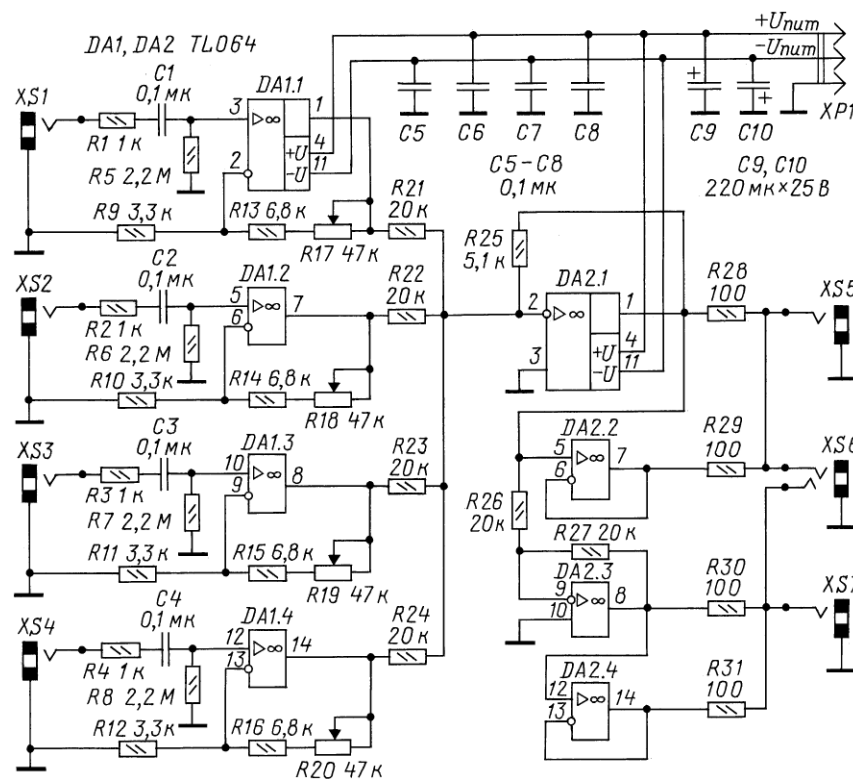 DA1, DA2 TL064
+Uпит
−Uпит
XP1
C5
C6
C7
C8
C9
C10
+
+
C5−C8
0,1 мк
C9, C10
220 мк×25 В
XS1
R1 1 к
C1
0,1 мк
R5 2,2 М
DA1.1
3
2
▷∞
1
4
11
+U
−U
R9 3,3 к
R13 6,8 к
R17 47 к
R21
20 к
XS2
R2 1 к
C2
0,1 мк
R6 2,2 М
DA1.2
5
6
▷∞
7
R10 3,3 к
R14 6,8 к
R18 47 к
R22
20 к
XS3
R3 1 к
C3
0,1 мк
R7 2,2 М
DA1.3
10
9
▷∞
8
R11 3,3 к
R15 6,8 к
R19 47 к
R23
20 к
XS4
R4 1 к
C4
0,1 мк
R8 2,2 М
DA1.4
12
13
▷∞
14
R12 3,3 к
R16 6,8 к
R20 47 к
R24
20 к
R25
5,1 к
DA2.1
2
3
▷∞
1
4
11
+U
−U
R28
100
XS5
DA2.2
5
6
▷∞
7
R29
100
XS6
R26
20 к
R27 20 к
DA2.3
9
10
▷∞
8
R30
100
XS7
DA2.4
12
13
▷∞
14
R31
100